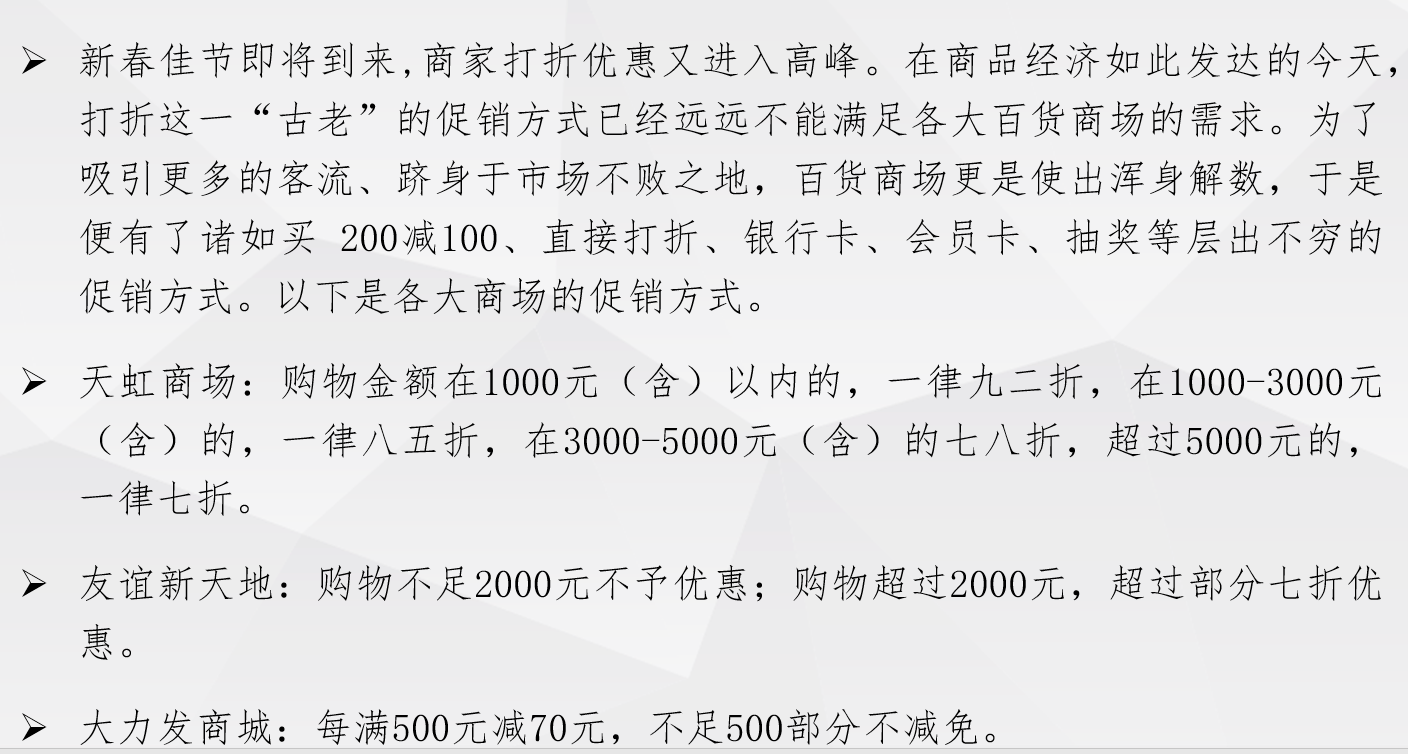 ➢ 新春佳节即将到来,商家打折优惠又进入高峰。在商品经济如此发达的今天，
打折这一“古老”的促销方式已经远远不能满足各大百货商场的需求。为了
吸引更多的客流、跻身于市场不败之地，百货商场更是使出浑身解数，于是
便有了诸如买 200减100、直接打折、银行卡、会员卡、抽奖等层出不穷的
促销方式。以下是各大商场的促销方式。
➢ 天虹商场：购物金额在1000元（含）以内的，一律九二折，在1000-3000元
（含）的，一律八五折，在3000-5000元（含）的七八折，超过5000元的，
一律七折。
➢ 友谊新天地：购物不足2000元不予优惠；购物超过2000元，超过部分七折优
惠。
➢ 大力发商城：每满500元减70元，不足500部分不减免。